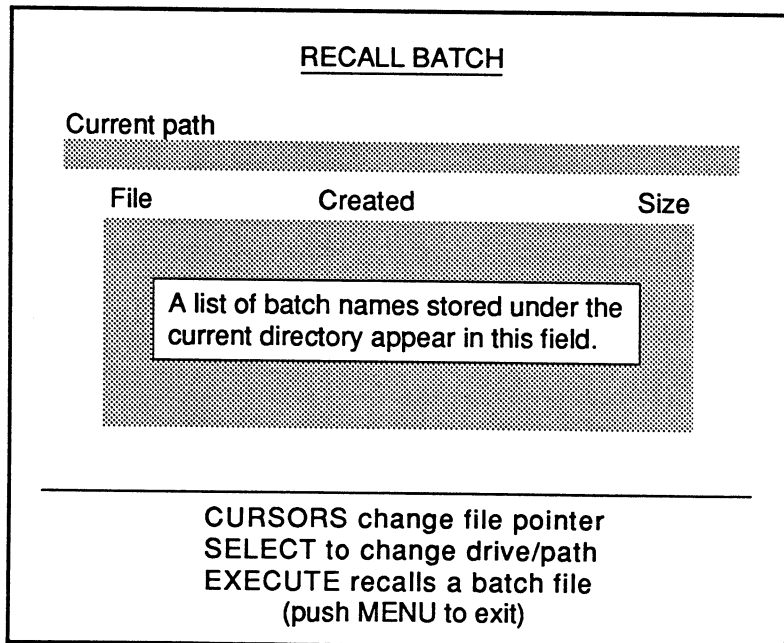 RECALL BATCH
Current path
File Created Size
A list of batch names stored under the
current directory appear in this field.
CURSORS change file pointer
SELECT to change drive/path
EXECUTE recalls a batch file
(push MENU to exit)